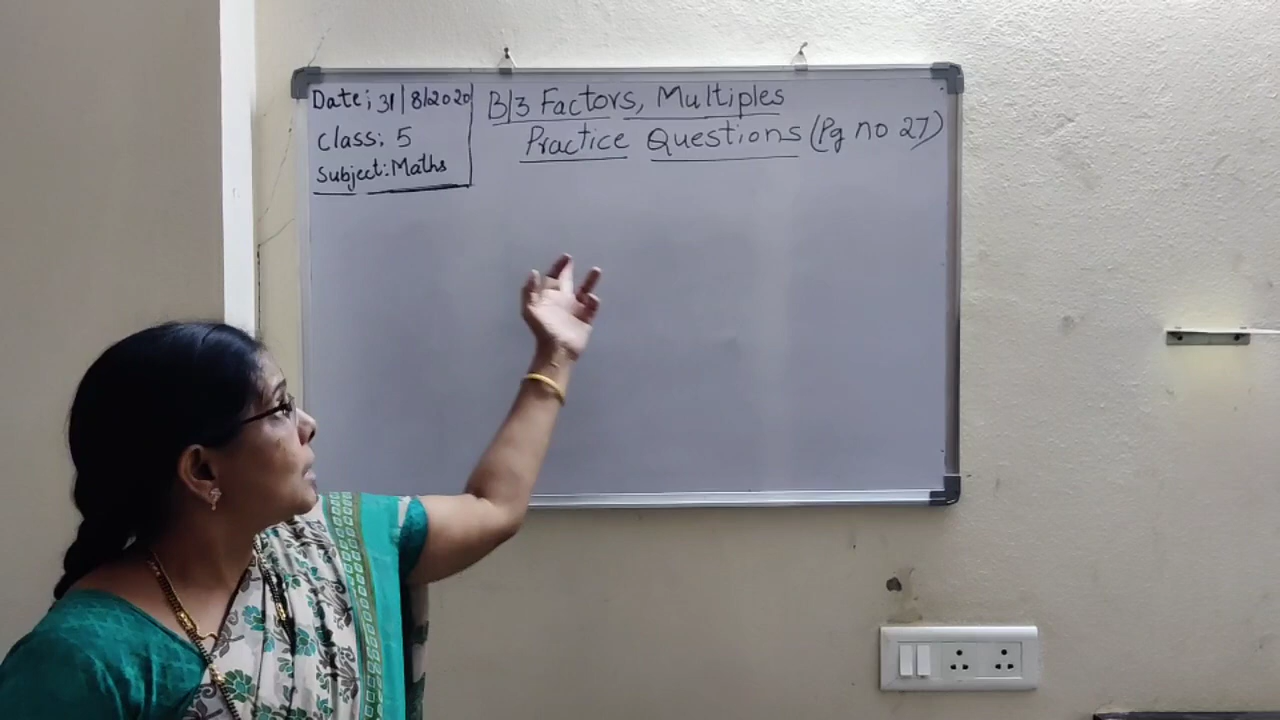 Date; 31/8/2020
Class: 5
Subject: Maths
B/3 Factors, Multiples
Practice Questions (Pg no 27)